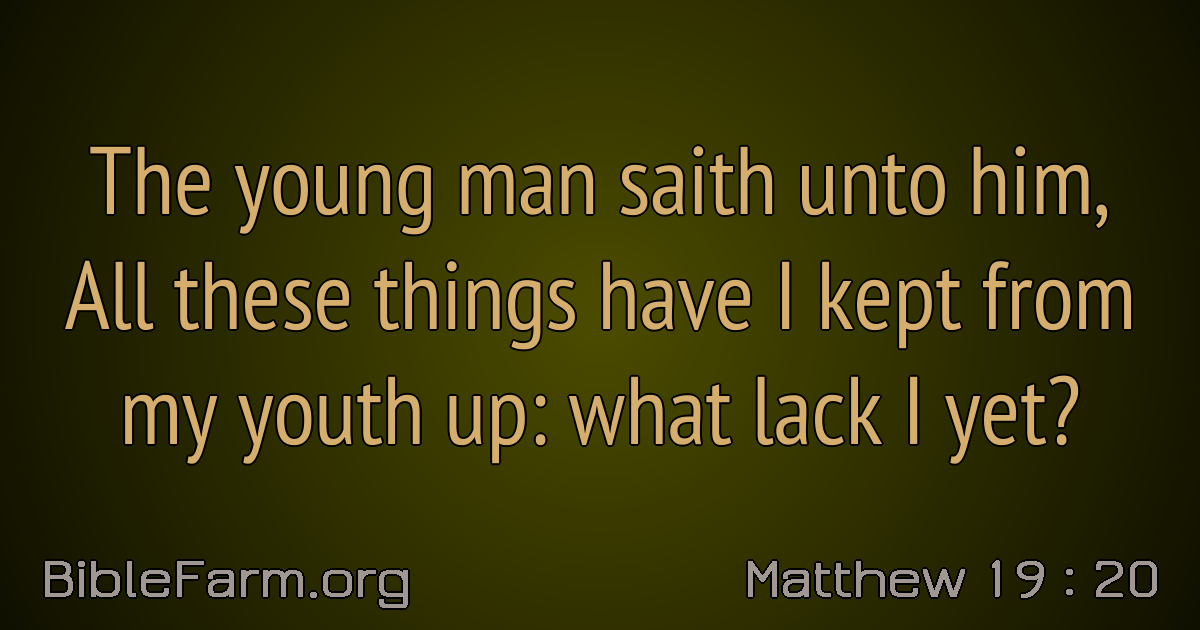 The young man saith unto him,
All these things have I kept from
my youth up: what lack I yet?
BibleFarm.org
Matthew 19 : 20